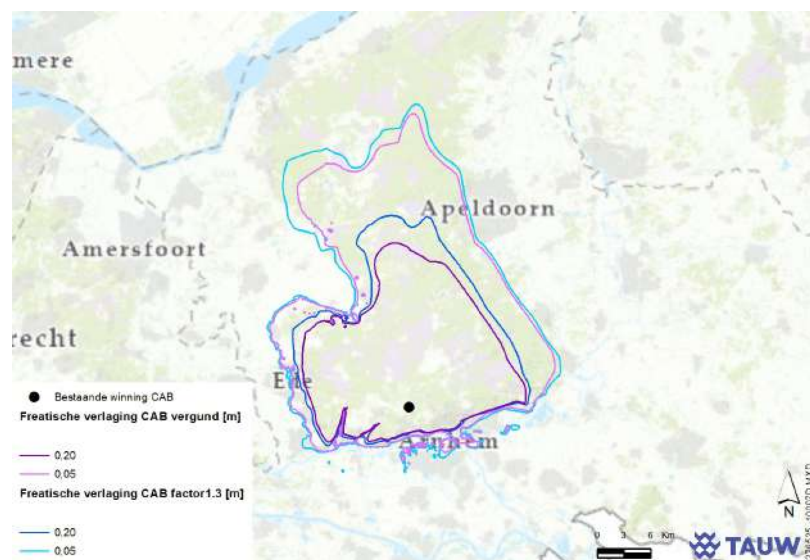 mere
Apeldoorn
Amersfoort
recht
Ede
Arnhem
Bestaande winning CAB
Freatische verlaging CAB vergund [m]
0,20
0,05
Freatische verlaging CAB factor1.3 [m]
0,20
0,05
N
0 3 6 Km
TAUW